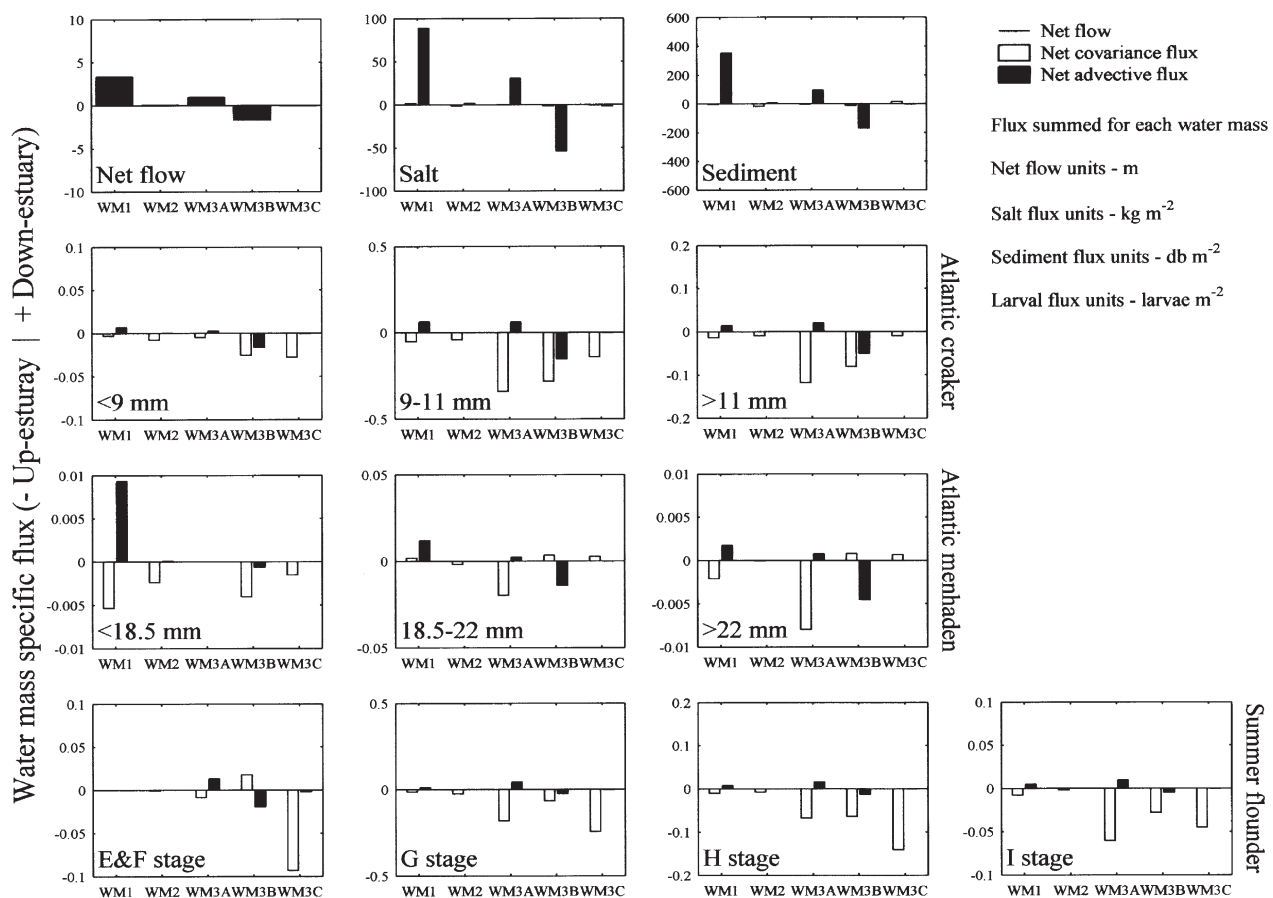 Water mass specific flux (- Up-esturay | + Down-estuary)
10
5
0
-5
-10
Net flow
WM1 WM2 WM3A WM3B WM3C
100
50
0
-50
-100
Salt
WM1 WM2 WM3A WM3B WM3C
600
400
200
0
-200
-400
-600
Sediment
WM1 WM2 WM3A WM3B WM3C
Net flow
Net covariance flux
Net advective flux
Flux summed for each water mass
Net flow units - m
Salt flux units - kg m-2
Sediment flux units - db m-2
Larval flux units - larvae m-2
0.1
0.05
0
-0.05
-0.1
<9 mm
WM1 WM2 WM3A WM3B WM3C
0.5
0
-0.5
9-11 mm
WM1 WM2 WM3A WM3B WM3C
0.2
0.1
0
-0.1
-0.2
>11 mm
WM1 WM2 WM3A WM3B WM3C
Atlantic croaker
0.01
0.005
0
-0.005
-0.01
<18.5 mm
WM1 WM2 WM3A WM3B WM3C
0.05
0
-0.05
18.5-22 mm
WM1 WM2 WM3A WM3B WM3C
0.01
0.005
0
-0.005
-0.01
>22 mm
WM1 WM2 WM3A WM3B WM3C
Atlantic menhaden
0.1
0.05
0
-0.05
-0.1
E&F stage
WM1 WM2 WM3A WM3B WM3C
0.5
0
-0.5
G stage
WM1 WM2 WM3A WM3B WM3C
0.2
0.1
0
-0.1
-0.2
H stage
WM1 WM2 WM3A WM3B WM3C
0.1
0.05
0
-0.05
-0.1
I stage
WM1 WM2 WM3A WM3B WM3C
Summer flounder